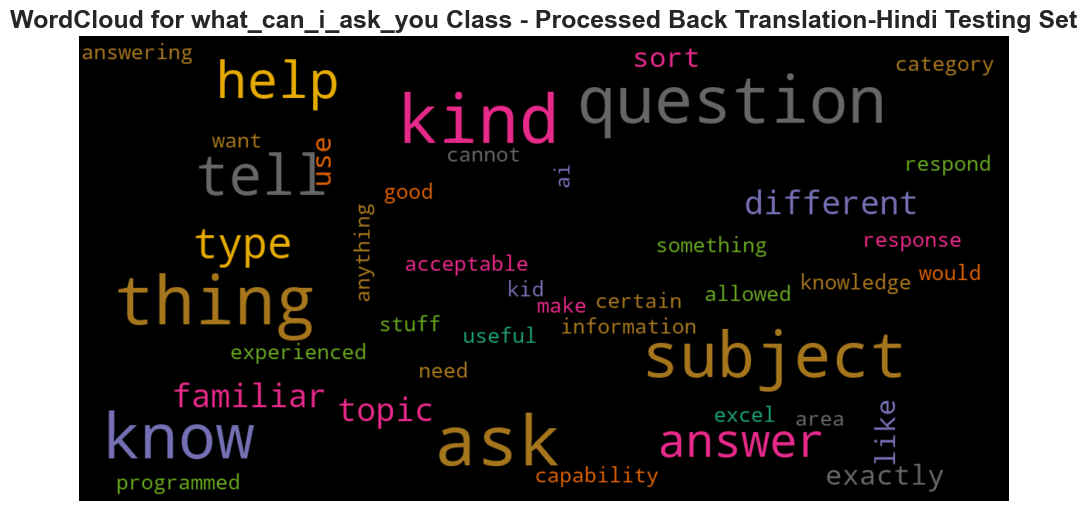 WordCloud for what_can_i_ask_you Class - Processed Back Translation-Hindi Testing Set
answering
help
sort
category
kind
question
want
use
tell
cannot
ai
respond
good
different
type
anything
something
response
acceptable
thing
kid
make
certain
allowed
knowledge
would
stuff
useful
information
experienced
subject
need
familiar
topic
know
ask
excel
area
like
answer
programmed
capability
exactly